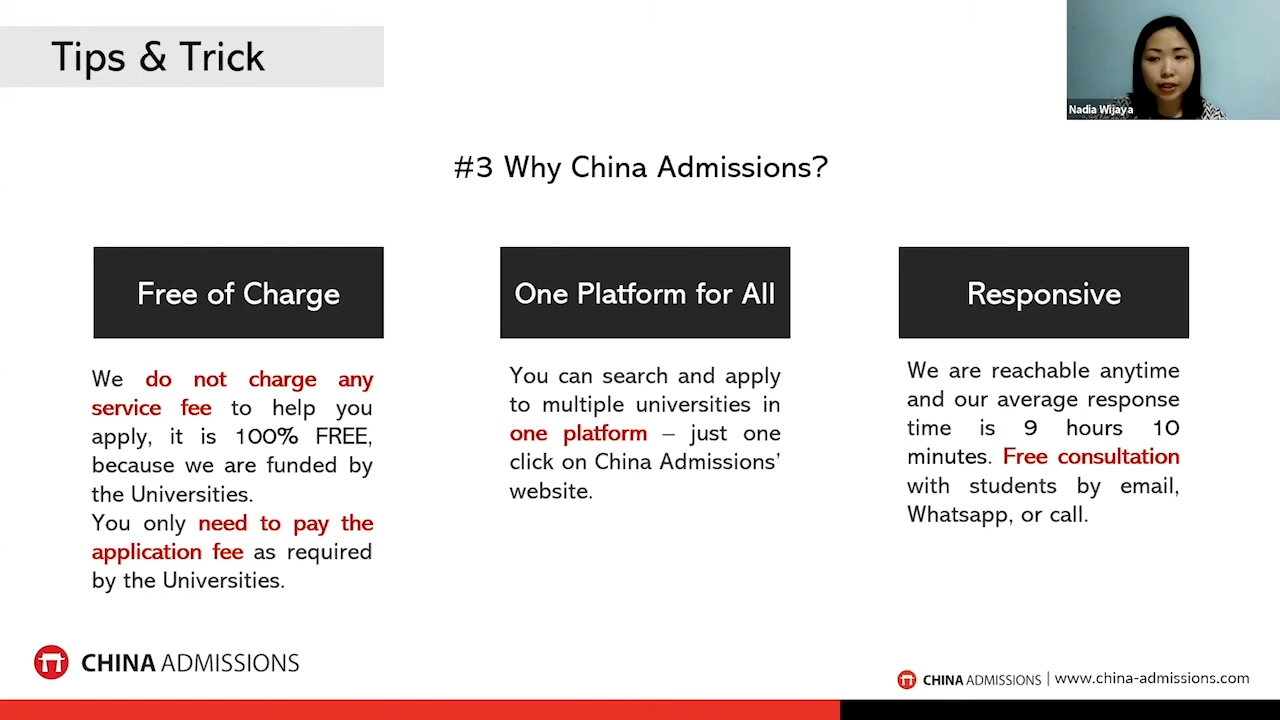 Tips & Trick
Nadia Wijaya
#3 Why China Admissions?
Free of Charge
We do not charge any
service fee to help you
apply, it is 100% FREE,
because we are funded by
the Universities.
You only need to pay the
application fee as required
by the Universities.
One Platform for All
You can search and apply
to multiple universities in
one platform – just one
click on China Admissions’
website.
Responsive
We are reachable anytime
and our average response
time is 9 hours 10
minutes. Free consultation
with students by email,
Whatsapp, or call.
CHINA ADMISSIONS
CHINA ADMISSIONS | www.china-admissions.com